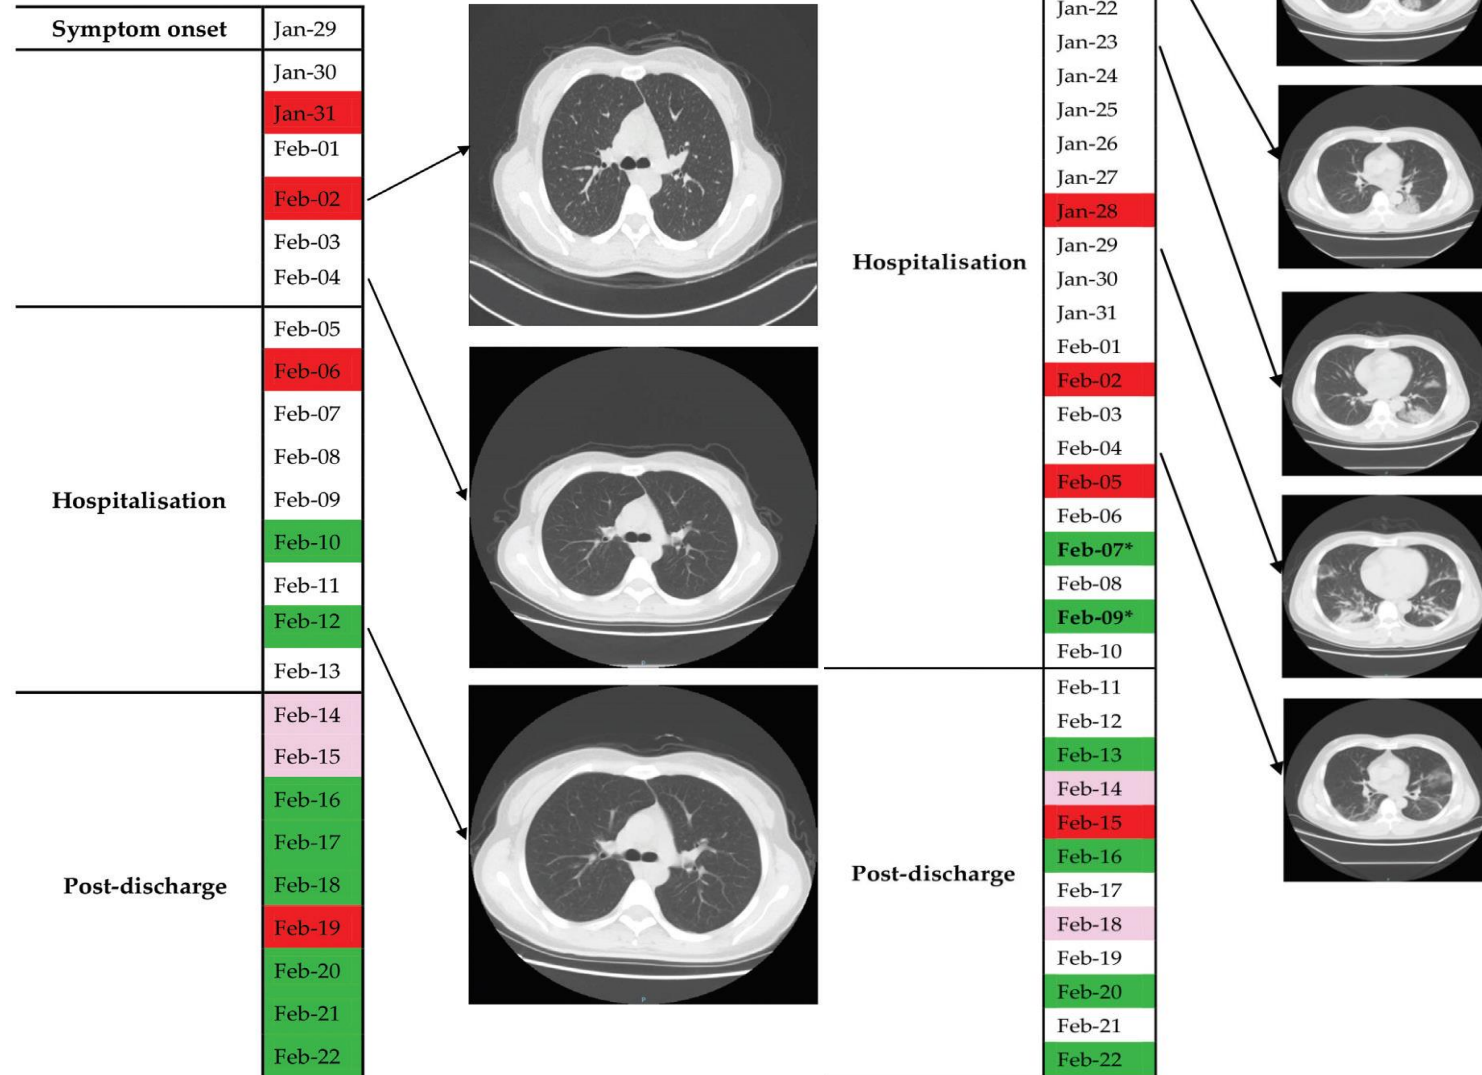 Symptom onset Jan-29
Jan-30
Jan-31
Feb-01
Feb-02
Feb-03
Feb-04
Feb-05
Feb-06
Feb-07
Feb-08
Hospitalisation Feb-09
Feb-10
Feb-11
Feb-12
Feb-13
Feb-14
Feb-15
Feb-16
Feb-17
Post-discharge Feb-18
Feb-19
Feb-20
Feb-21
Feb-22
Jan-22
Jan-23
Jan-24
Jan-25
Jan-26
Jan-27
Jan-28
Jan-29
Hospitalisation
Jan-30
Jan-31
Feb-01
Feb-02
Feb-03
Feb-04
Feb-05
Feb-06
Feb-07*
Feb-08
Feb-09*
Feb-10
Feb-11
Feb-12
Feb-13
Feb-14
Feb-15
Feb-16
Post-discharge
Feb-17
Feb-18
Feb-19
Feb-20
Feb-21
Feb-22